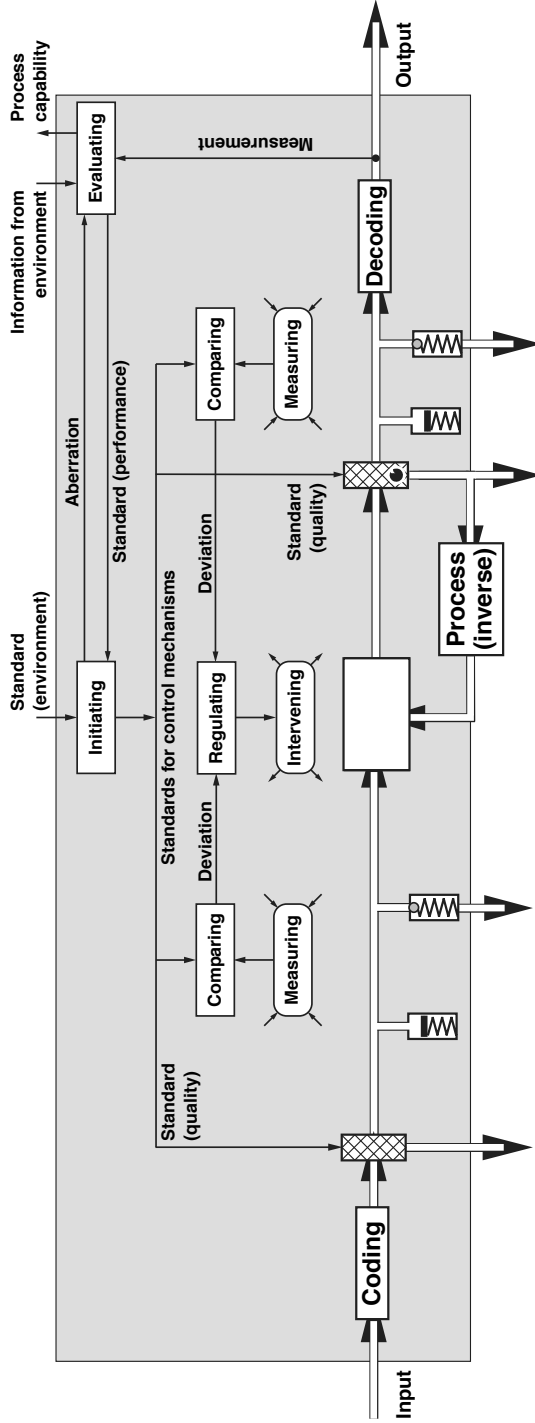 Standard
(environment)
Information from
environment
Process
capability
Initiating
Aberration
Standard (performance)
Evaluating
Standards for control mechanisms
Standard
(quality)
Comparing
Deviation
Regulating
Deviation
Comparing
Measuring
Intervening
Standard
(quality)
Measuring
Measurement
Coding
Decoding
Input
Process
(inverse)
Output